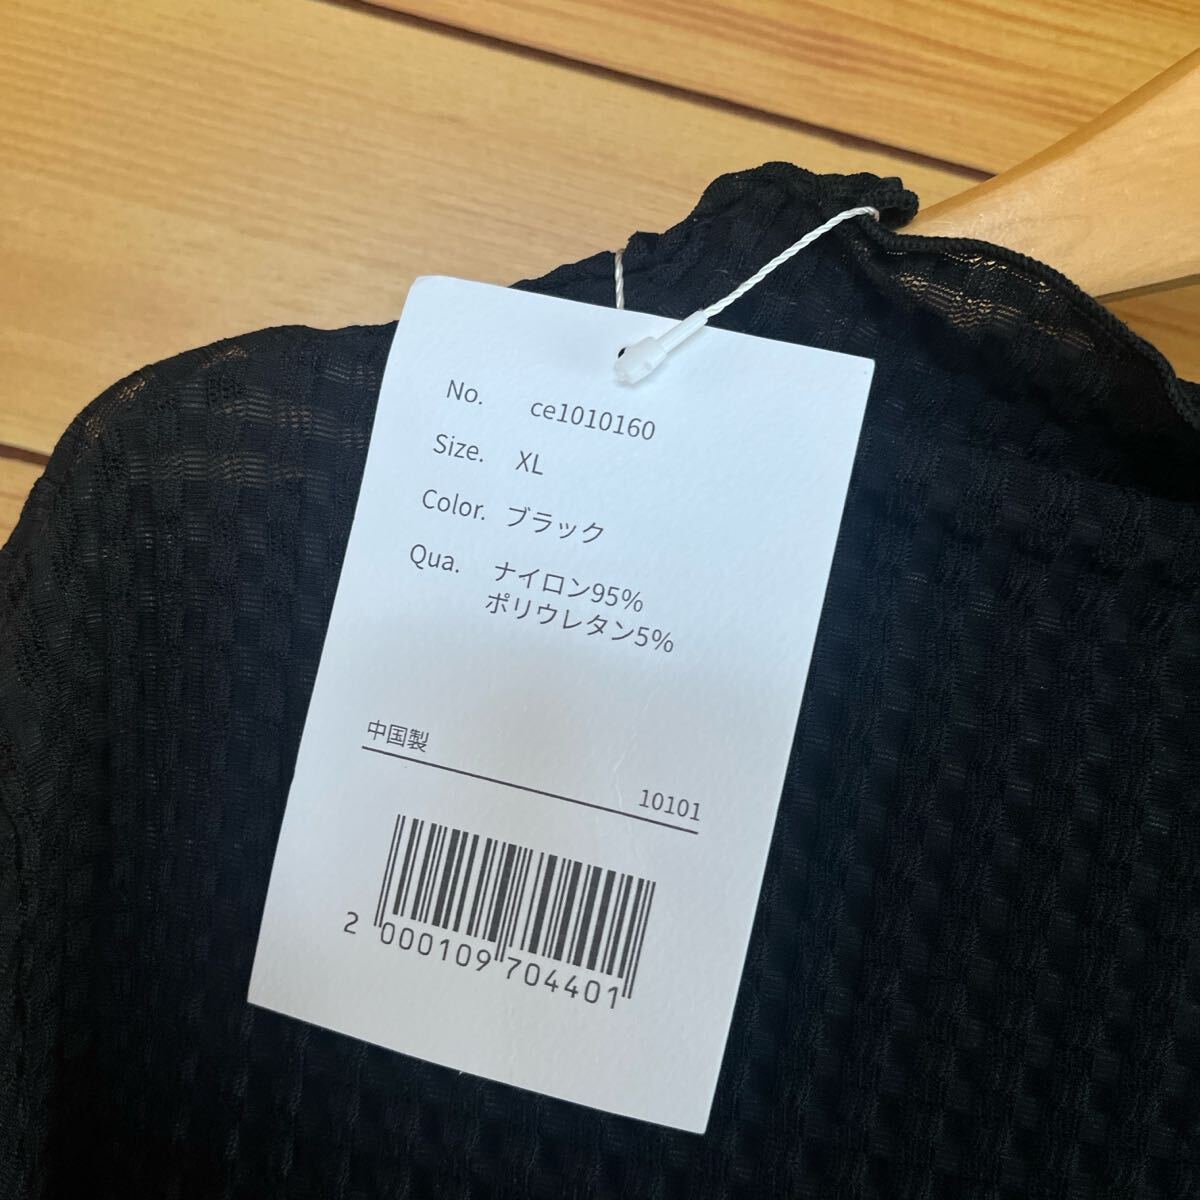 No. ce1010160
Size. XL
Color. ブラック
Qua. ナイロン95%
ポリウレタン5%
中国製
10101
2 000109 704401